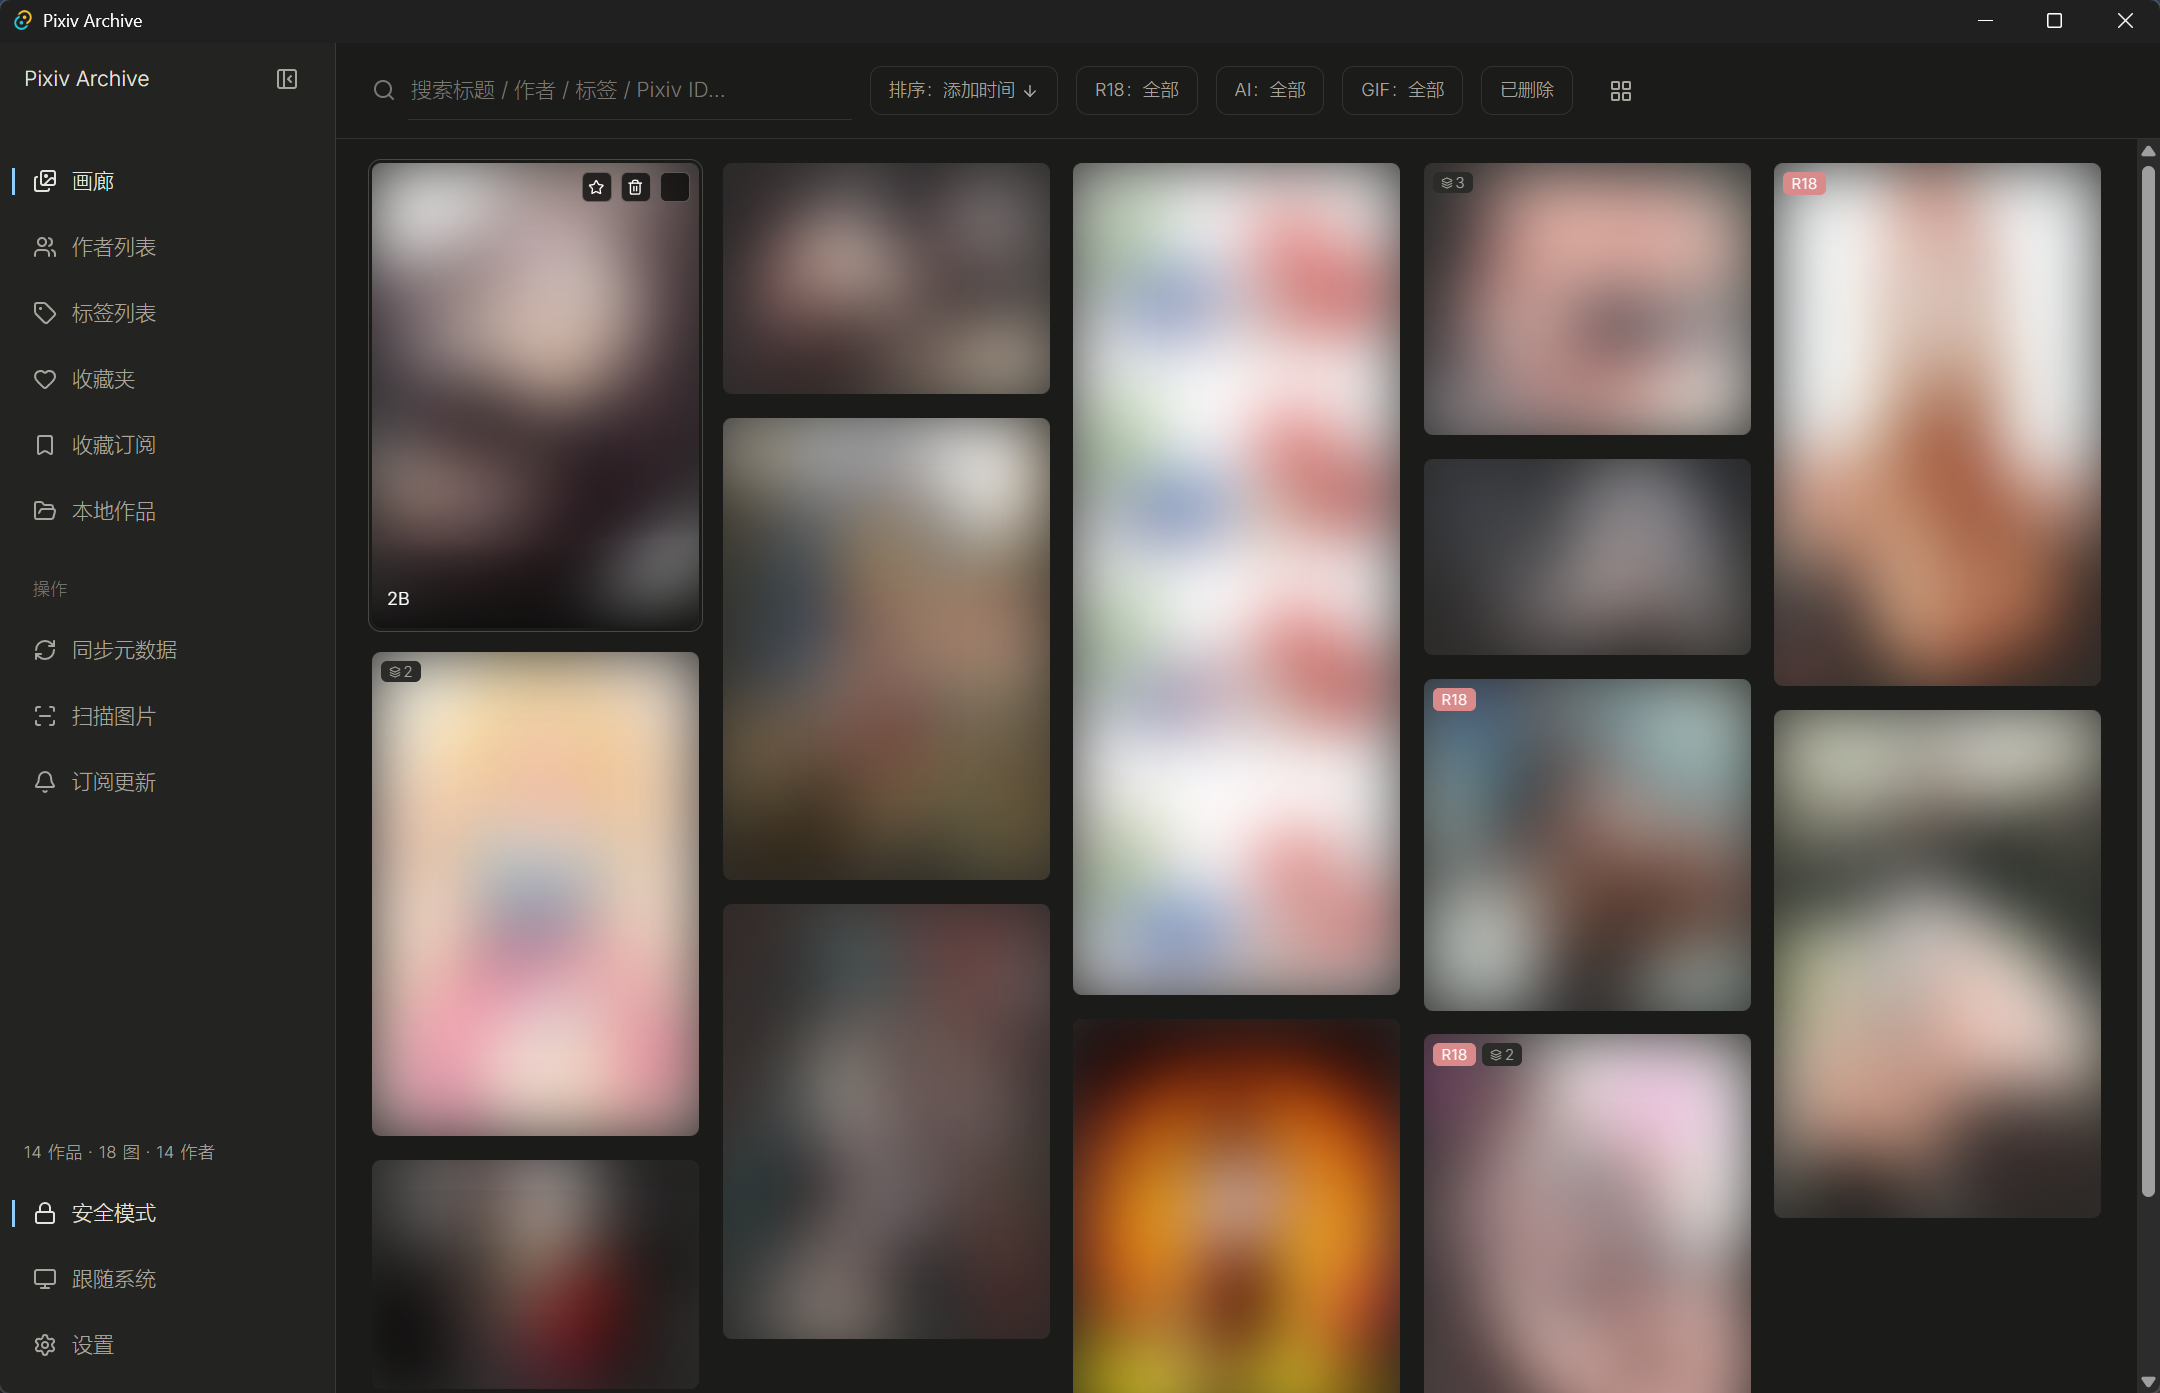 Pixiv Archive
Pixiv Archive
画廊
作者列表
标签列表
收藏夹
收藏订阅
本地作品
操作
同步元数据
扫描图片
订阅更新
14 作品 · 18 图 · 14 作者
安全模式
跟随系统
设置
搜索标题 / 作者 / 标签 / Pixiv ID...
排序：添加时间 ↓
R18：全部
AI：全部
GIF：全部
已删除
2B
2
3
R18
R18
R18
2